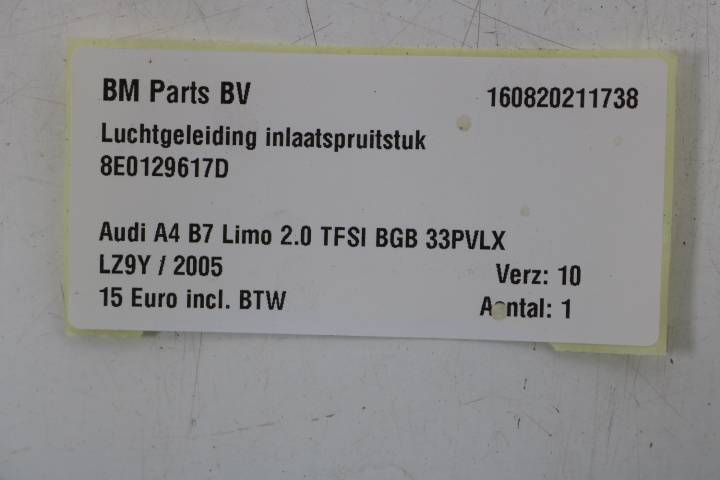 BM Parts BV 160820211738
Luchtgeleiding inlaatspruitstuk
8E0129617D
Audi A4 B7 Limo 2.0 TFSI BGB 33PVLX
LZ9Y / 2005 Verz: 10
15 Euro incl. BTW Aantal: 1